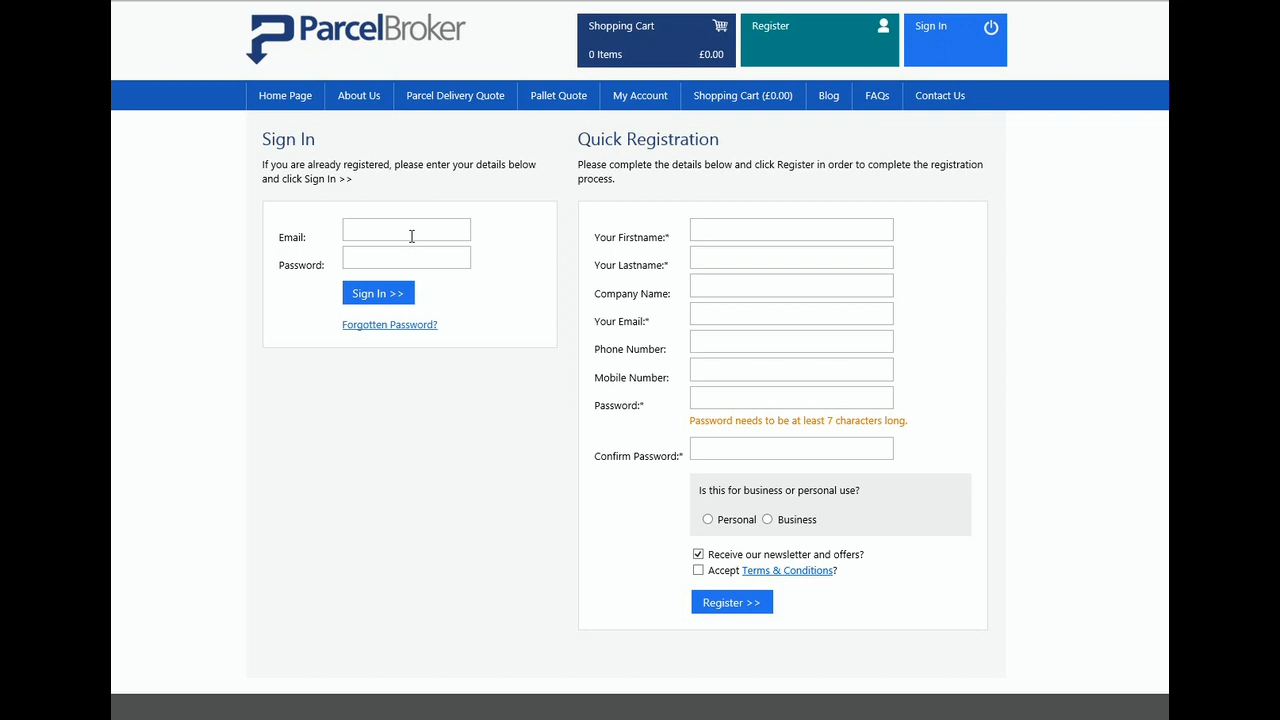 ParcelBroker
Shopping Cart
0 Items £0.00
Register
Sign In
Home Page About Us Parcel Delivery Quote Pallet Quote My Account Shopping Cart (£0.00) Blog FAQs Contact Us
Sign In
If you are already registered, please enter your details below
and click Sign In >>
Email:
Password:
Sign In >>
Forgotten Password?
Quick Registration
Please complete the details below and click Register in order to complete the registration
process.
Your Firstname:*
Your Lastname:*
Company Name:
Your Email:*
Phone Number:
Mobile Number:
Password:*
Password needs to be at least 7 characters long.
Confirm Password:*
Is this for business or personal use?
Personal Business
Receive our newsletter and offers?
Accept Terms & Conditions?
Register >>